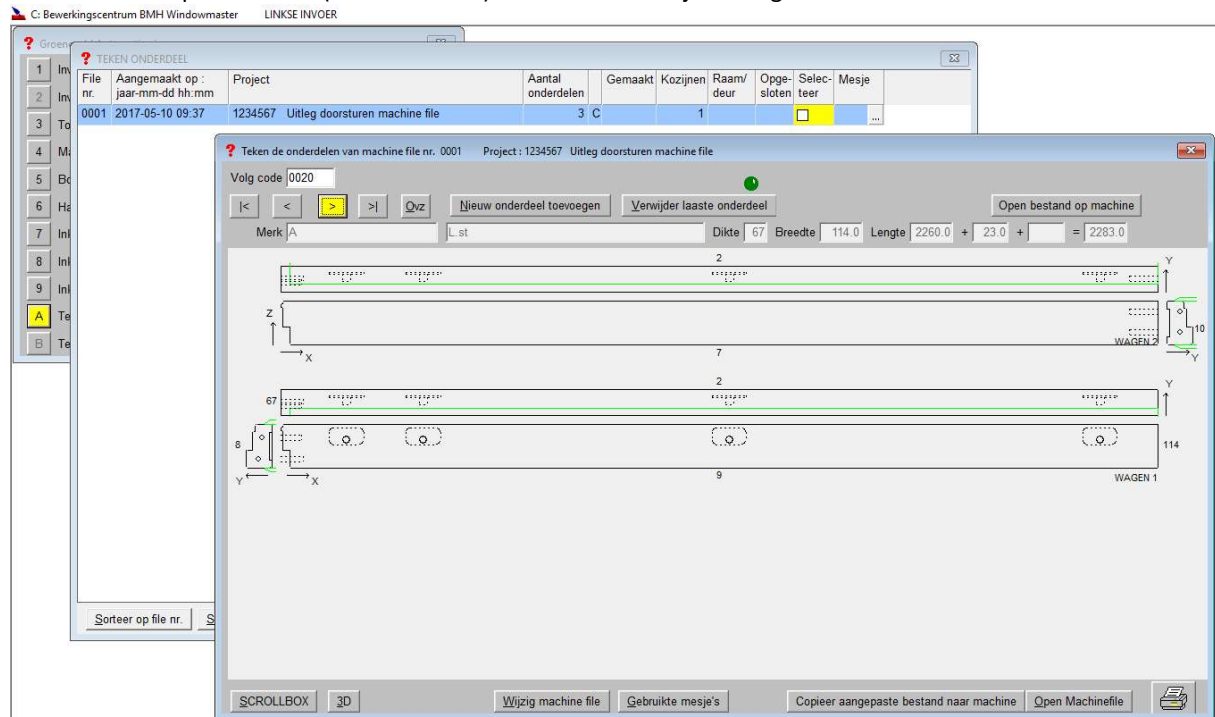 C: Bewerkingscentrum BMH Windowmaster LINKSE INVOER
? TEKEN ONDERDEEL
File nr. Aangemaakt op : jaar-mm-dd hh:mm Project Aantal onderdelen Gemaakt Kozijnen Raam/ deur Opge- sloten Selec- teer Mesje
0001 2017-05-10 09:37 1234567 Uitleg doorsturen machine file 3 C 1 ...
1
2
3
4
5
6
7
8
9
A
B
? Teken de onderdelen van machine file nr. 0001 Project : 1234567 Uitleg doorsturen machine file
Volg code 0020
|< < > >| Ovz Nieuw onderdeel toevoegen Verwijder laaste onderdeel Open bestand op machine
Merk A L.st Dikte 67 Breedte 114.0 Lengte 2260.0 + 23.0 + = 2283.0
2 Y
Z
X 7 WAGEN 2 10 Y
2 Y
67
8 114
Y X 9 WAGEN 1
Sorteer op file nr. S
SCROLLBOX 3D Wijzig machine file Gebruikte mesje's Copieer aangepaste bestand naar machine Open Machinefile